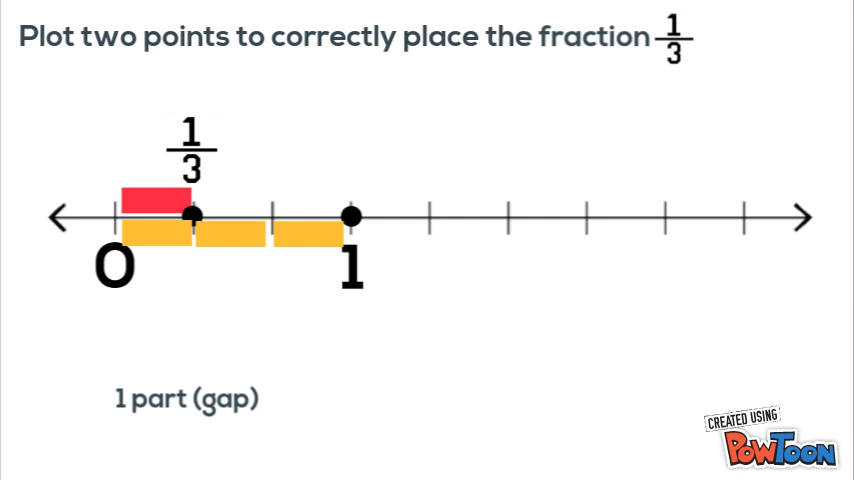 Plot two points to correctly place the fraction 1/3
1/3
0 1
1 part (gap)
CREATED USING
POWTOON